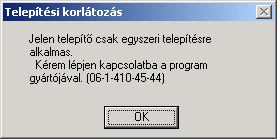 Telepítési korlátozás
Jelen telepítő csak egyszeri telepítésre
alkalmas.
Kérem lépjen kapcsolatba a program
gyártójával. (06-1-410-45-44)
OK